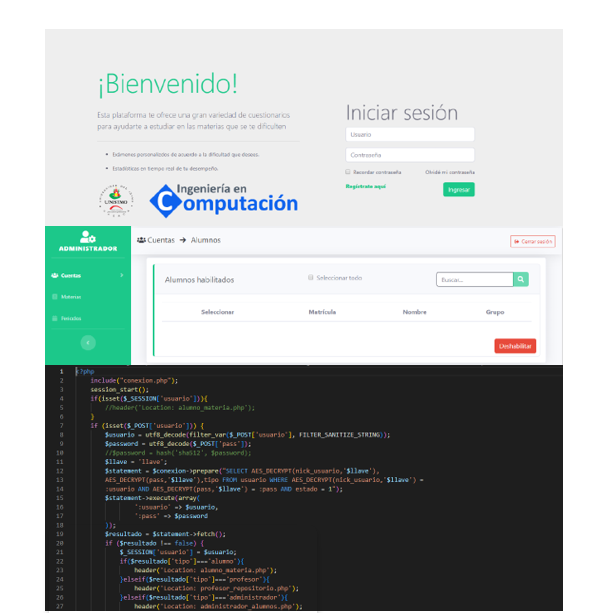 ¡Bienvenido!
Esta plataforma te ofrece una gran variedad de cuestionarios
para ayudarte a estudiar en las materias que se te dificulten
• Exámenes personalizados de acuerdo a la dificultad que desees.
• Estadísticas en tiempo real de tu desempeño.
UNISTMO
Ingeniería en
Computación
Iniciar sesión
Usuario
Contraseña
Recordar contraseña
Olvidé mi contraseña
Regístrate aquí
Ingresar
ADMINISTRADOR
Cuentas
Materias
Periodos
Cuentas → Alumnos
Cerrar sesión
Alumnos habilitados
Seleccionar todo
Buscar...
Seleccionar Matrícula Nombre Grupo
Deshabilitar
1 <?php
2 include("conexion.php");
3 session_start();
4 if(isset($_SESSION['usuario'])){
5 //header('Location: alumno_materia.php');
6 }
7 if (isset($_POST['usuario'])) {
8 $usuario = utf8_decode(filter_var($_POST['usuario'], FILTER_SANITIZE_STRING));
9 $password = utf8_decode($_POST['pass']);
10 //$password = hash('sha512', $password);
11 $llave = 'llave';
12 $statement = $conexion->prepare("SELECT AES_DECRYPT(nick_usuario,'$llave'),
13 AES_DECRYPT(pass,'$llave'),tipo FROM usuario WHERE AES_DECRYPT(nick_usuario,'$llave') =
14 :usuario AND AES_DECRYPT(pass,'$llave') = :pass AND estado = 1");
15 $statement->execute(array(
16 ':usuario' => $usuario,
17 ':pass' => $password
18 ));
19 $resultado = $statement->fetch();
20 if ($resultado !== false) {
21 $_SESSION['usuario'] = $usuario;
22 if($resultado['tipo']==='alumno'){
23 header('Location: alumno_materia.php');
24 }elseif($resultado['tipo']==='profesor'){
25 header('Location: profesor_repositorio.php');
26 }elseif($resultado['tipo']==='administrador'){
27 header('Location: administrador_alumnos.php');